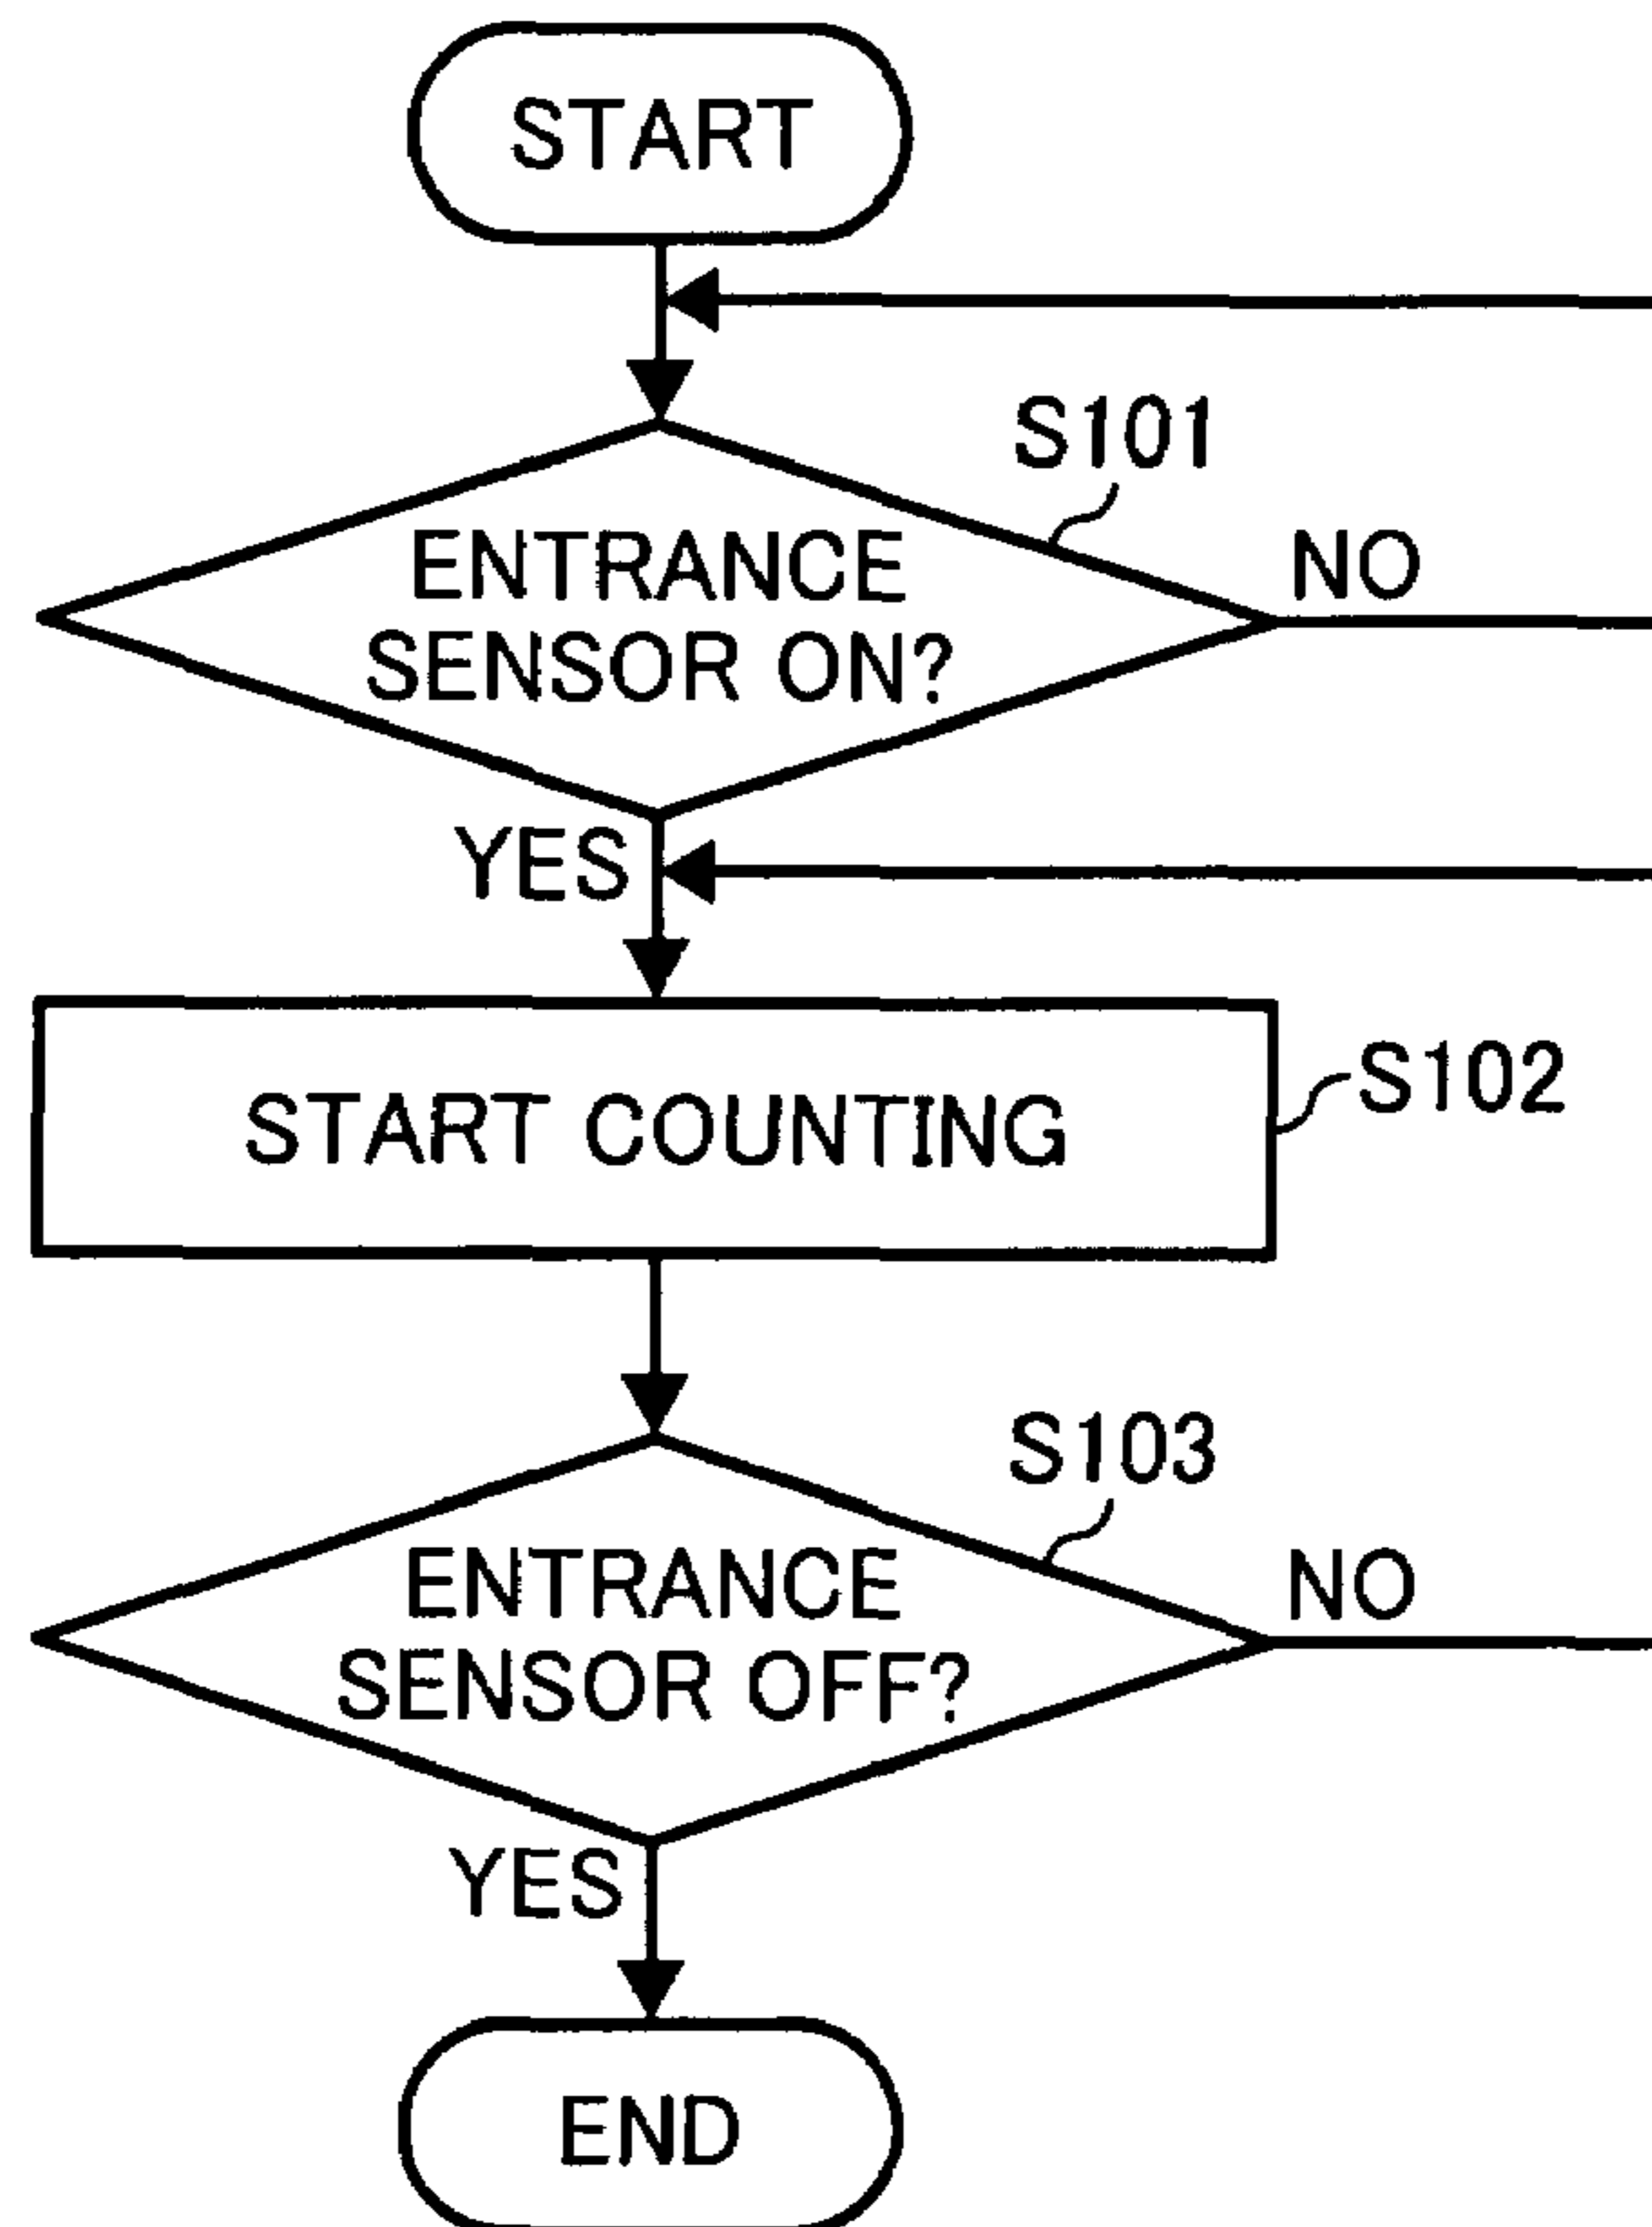 START
S101
ENTRANCE
SENSOR ON?
NO
YES
START COUNTING
S102
S103
ENTRANCE
SENSOR OFF?
NO
YES
END